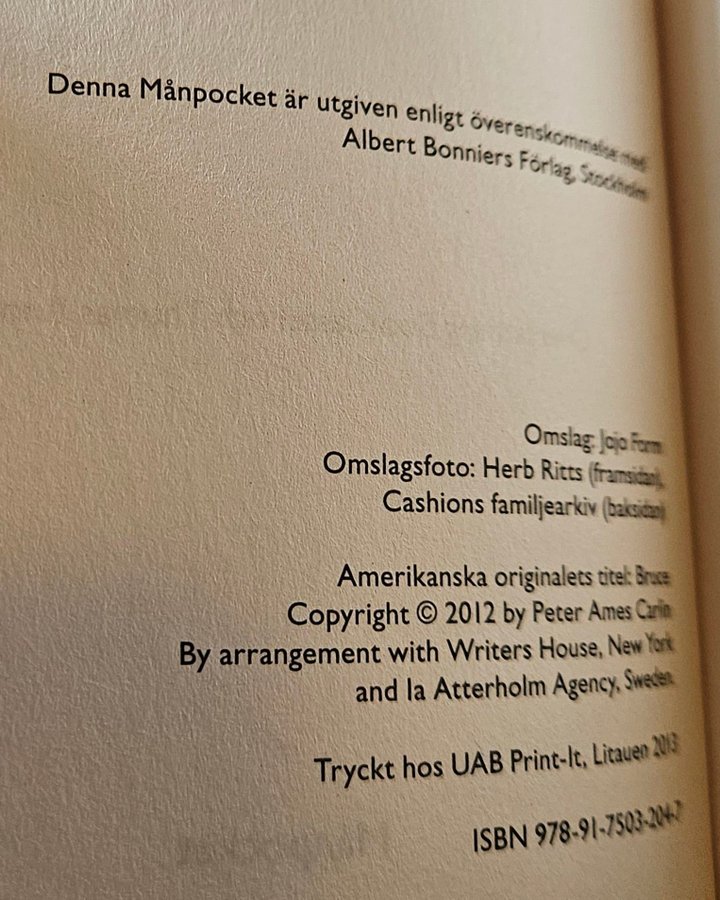 Denna Månpocket är utgiven enligt överenskommelse med
Albert Bonniers Förlag, Stockholm
Omslag: Jojo Form
Omslagsfoto: Herb Ritts (framsidan),
Cashions familjearkiv (baksidan)
Amerikanska originalets titel: Bruce
Copyright © 2012 by Peter Ames Carlin
By arrangement with Writers House, New York
and Ia Atterholm Agency, Sweden.
Tryckt hos UAB Print-It, Litauen 2013
ISBN 978-91-7503-204-7